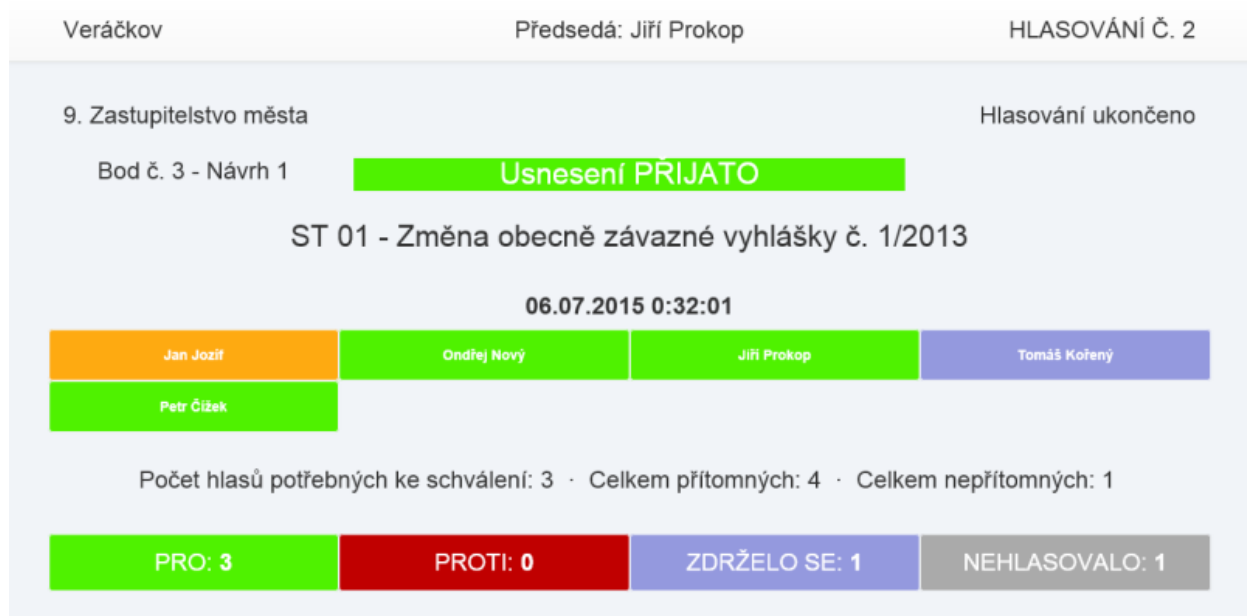 Veráčkov Předsedá: Jiří Prokop HLASOVÁNÍ Č. 2
9. Zastupitelstvo města Hlasování ukončeno
Bod č. 3 - Návrh 1 Usnesení PŘIJATO
ST 01 - Změna obecně závazné vyhlášky č. 1/2013
06.07.2015 0:32:01
Jan Jozíf Ondřej Nový Jiří Prokop Tomáš Kořený
Petr Čížek
Počet hlasů potřebných ke schválení: 3 · Celkem přítomných: 4 · Celkem nepřítomných: 1
PRO: 3 PROTI: 0 ZDRŽELO SE: 1 NEHLASOVALO: 1